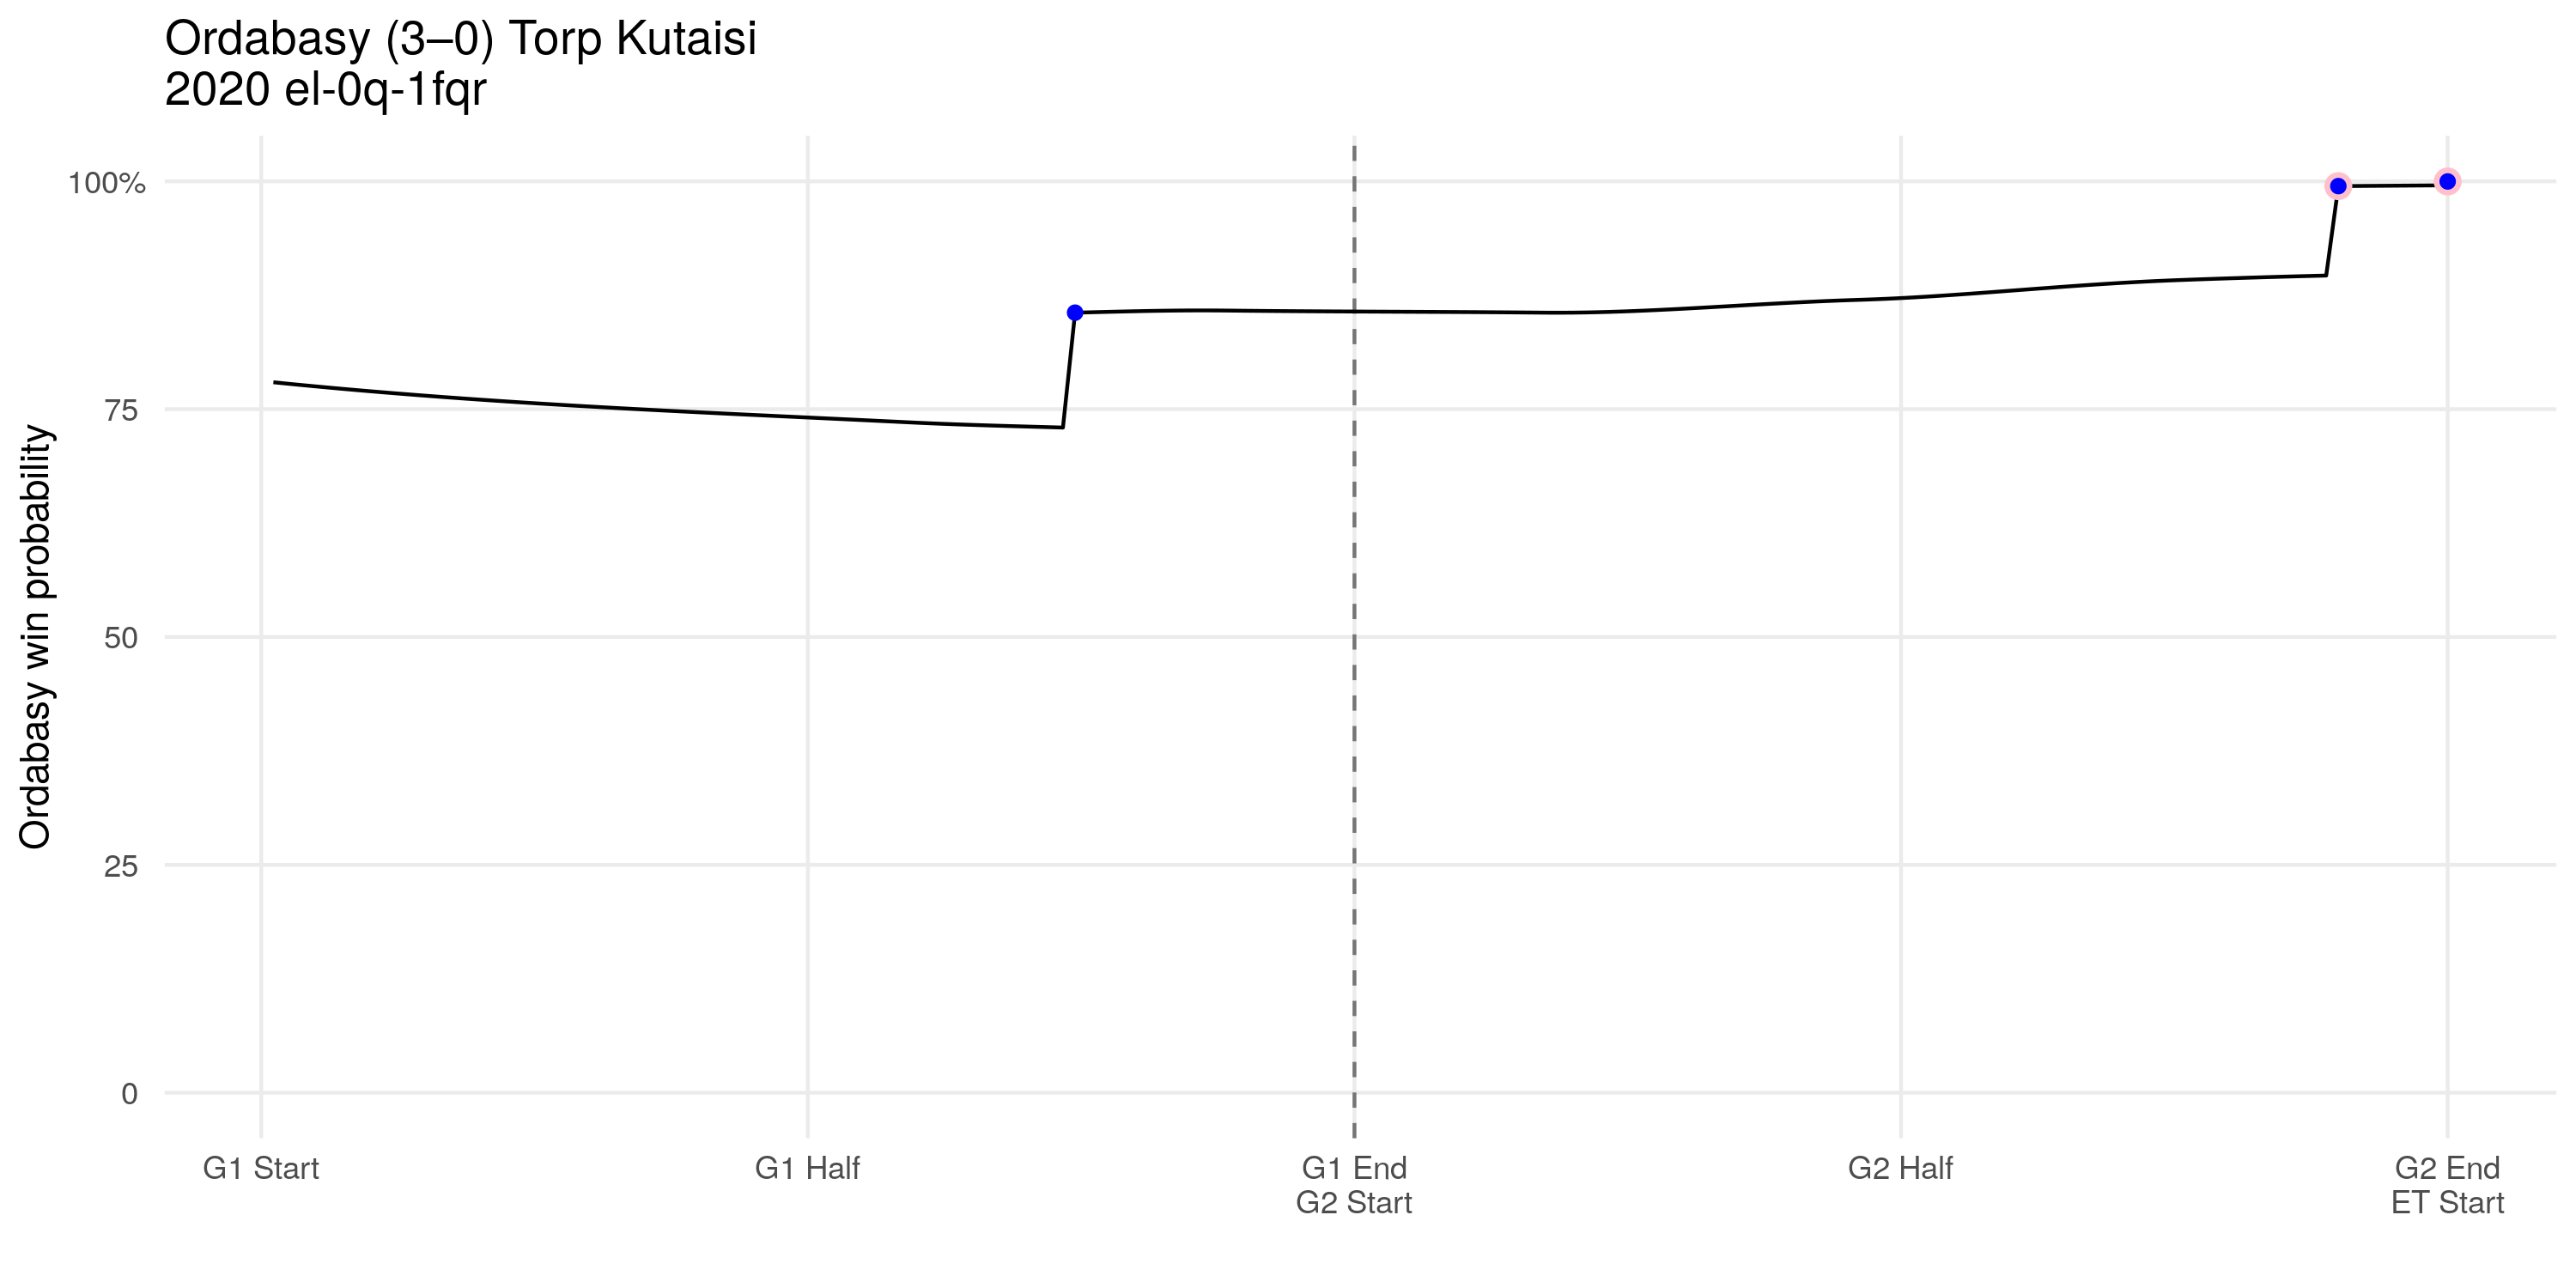 Ordabasy (3–0) Torp Kutaisi
2020 el-0q-1fqr
Ordabasy win probability
100%
75
50
25
0
G1 Start
G1 Half
G1 End
G2 Start
G2 Half
G2 End
ET Start